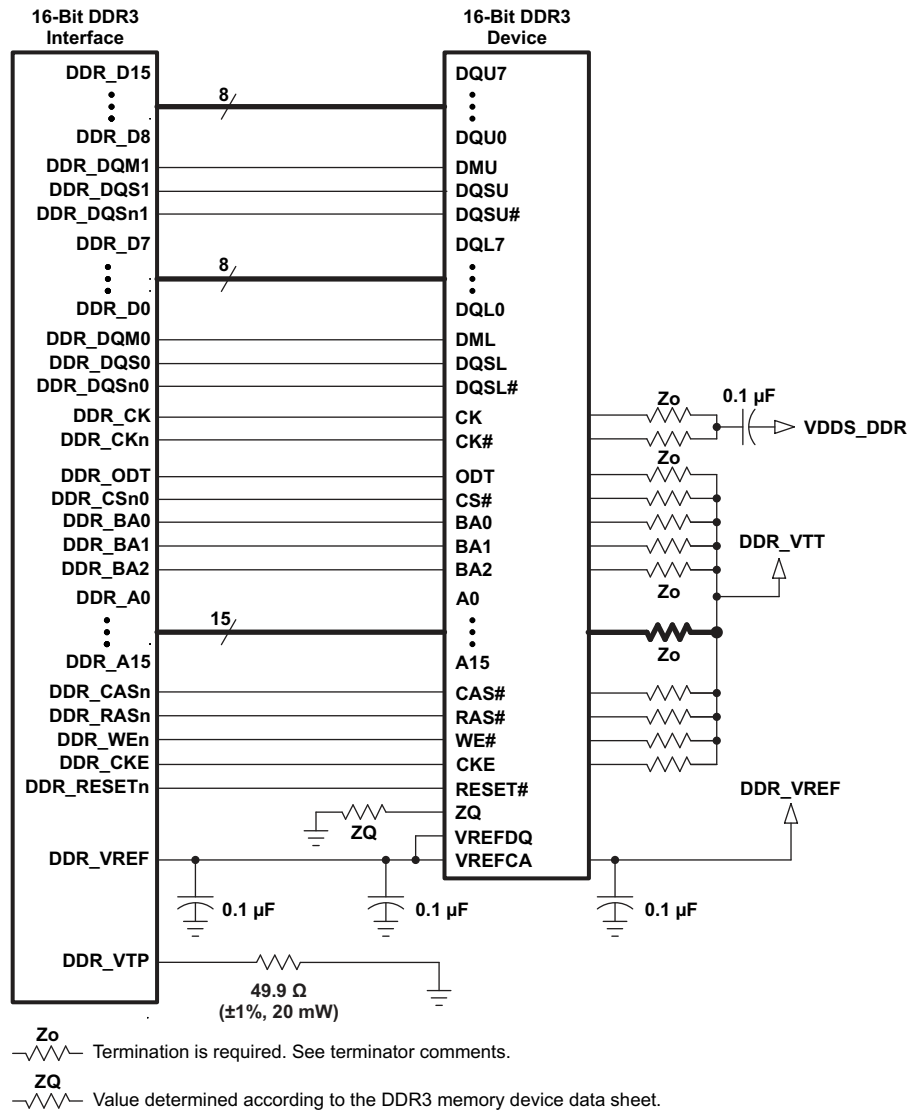 16-Bit DDR3
Interface
16-Bit DDR3
Device
DDR_D15
8
DQU7
DDR_D8
DQU0
DDR_DQM1
DMU
DDR_DQS1
DQSU
DDR_DQSn1
DQSU#
DDR_D7
8
DQL7
DDR_D0
DQL0
DDR_DQM0
DML
DDR_DQS0
DQSL
DDR_DQSn0
DQSL#
DDR_CK
CK
Zo
0.1 µF
VDDS_DDR
DDR_CKn
CK#
Zo
DDR_ODT
ODT
DDR_CSn0
CS#
DDR_BA0
BA0
DDR_BA1
BA1
DDR_VTT
DDR_BA2
BA2
Zo
DDR_A0
A0
15
Zo
DDR_A15
A15
DDR_CASn
CAS#
DDR_RASn
RAS#
DDR_WEn
WE#
DDR_CKE
CKE
DDR_RESETn
RESET#
DDR_VREF
ZQ
ZQ
VREFDQ
DDR_VREF
VREFCA
0.1 µF
0.1 µF
0.1 µF
DDR_VTP
49.9 Ω
(±1%, 20 mW)
Zo
Termination is required. See terminator comments.
ZQ
Value determined according to the DDR3 memory device data sheet.